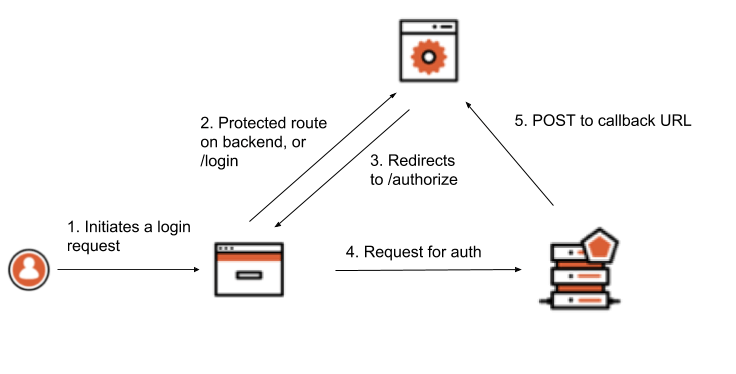 2. Protected route
on backend, or
/login
5. POST to callback URL
3. Redirects
to /authorize
1. Initiates a login
request
4. Request for auth